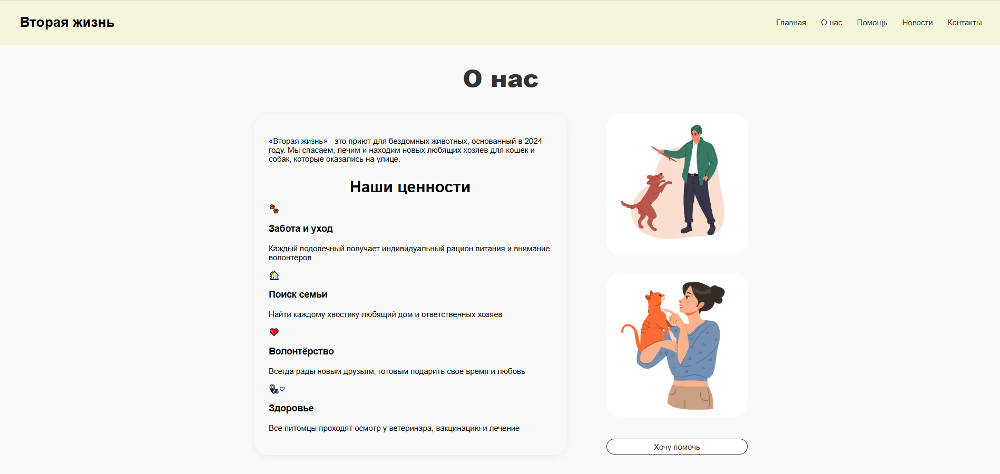 Вторая жизнь
Главная О нас Помощь Новости Контакты
О нас
«Вторая жизнь» - это приют для бездомных животных, основанный в 2024
году. Мы спасаем, лечим и находим новых любящих хозяев для кошек и
собак, которые оказались на улице.
Наши ценности
Забота и уход
Каждый подопечный получает индивидуальный рацион питания и внимание
волонтёров
Поиск семьи
Найти каждому хвостику любящий дом и ответственных хозяев
Волонтёрство
Всегда рады новым друзьям, готовым подарить своё время и любовь
Здоровье
Все питомцы проходят осмотр у ветеринара, вакцинацию и лечение
Хочу помочь